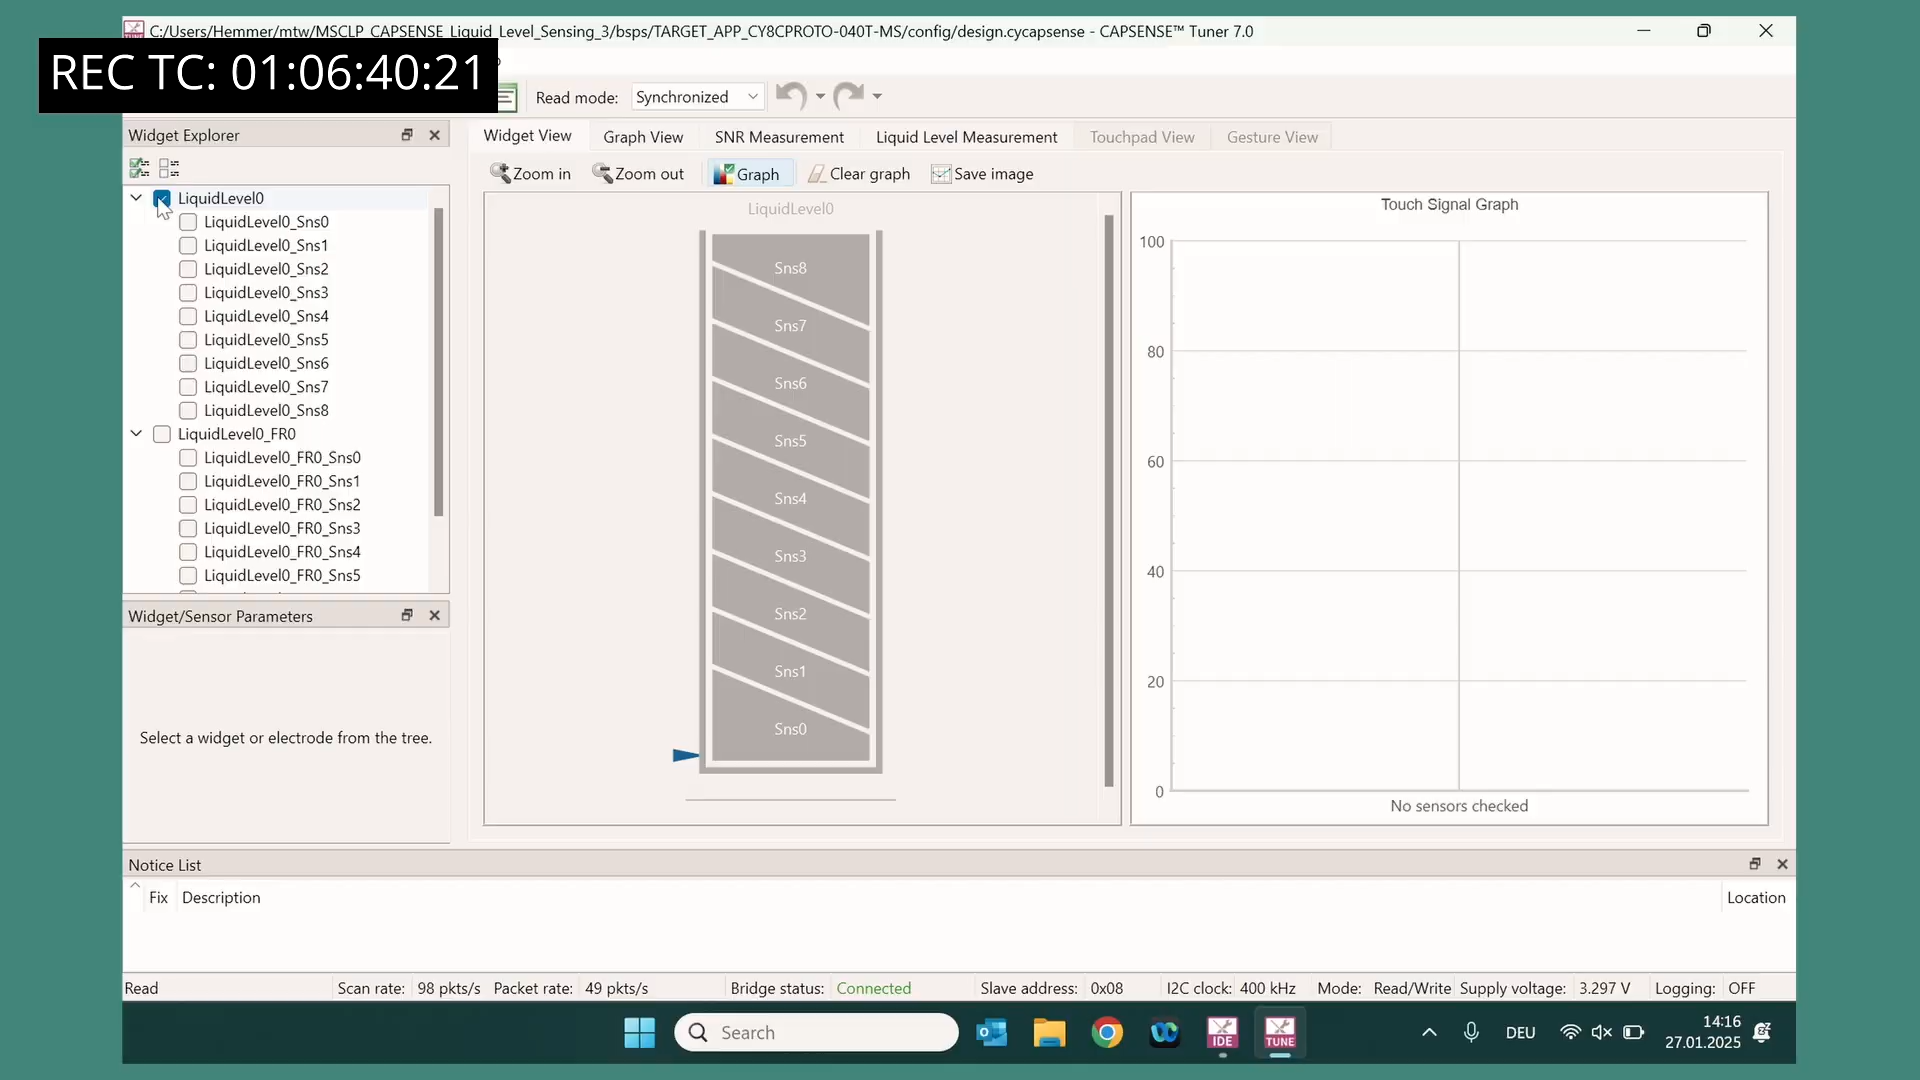 C:/Users/Hemmer/mtw/MSCLP_CAPSENSE_Liquid_Level_Sensing_3/bsps/TARGET_APP_CY8CPROTO-040T-MS/config/design.cycapsense - CAPSENSE™ Tuner 7.0
REC TC: 01:06:40:21
Read mode: Synchronized
Widget Explorer
Widget View Graph View SNR Measurement Liquid Level Measurement Touchpad View Gesture View
Zoom in Zoom out Graph Clear graph Save image
LiquidLevel0
LiquidLevel0_Sns0
LiquidLevel0_Sns1
LiquidLevel0_Sns2
LiquidLevel0_Sns3
LiquidLevel0_Sns4
LiquidLevel0_Sns5
LiquidLevel0_Sns6
LiquidLevel0_Sns7
LiquidLevel0_Sns8
LiquidLevel0_FR0
LiquidLevel0_FR0_Sns0
LiquidLevel0_FR0_Sns1
LiquidLevel0_FR0_Sns2
LiquidLevel0_FR0_Sns3
LiquidLevel0_FR0_Sns4
LiquidLevel0_FR0_Sns5
Widget/Sensor Parameters
Select a widget or electrode from the tree.
LiquidLevel0
Sns8
Sns7
Sns6
Sns5
Sns4
Sns3
Sns2
Sns1
Sns0
Touch Signal Graph
100
80
60
40
20
0
No sensors checked
Notice List
Fix Description Location
Read Scan rate: 98 pkts/s Packet rate: 49 pkts/s Bridge status: Connected Slave address: 0x08 I2C clock: 400 kHz Mode: Read/Write Supply voltage: 3.297 V Logging: OFF
Search
IDE
TUNE
DEU
14:16
27.01.2025